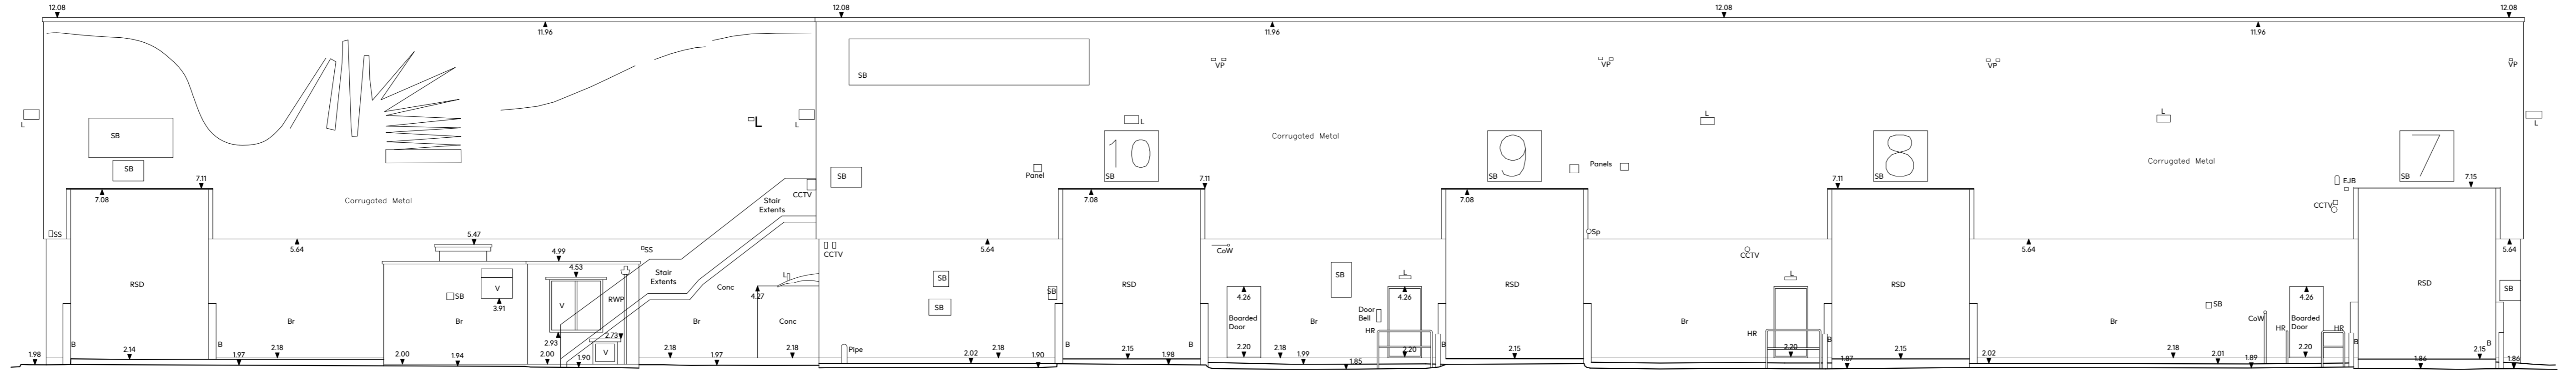 12.08 12.08 12.08 12.08
11.96 11.96 11.96
VP VP VP VP
SB
L L L L L L L L
SB
Corrugated Metal
10 9 8 7
SB SB SB SB
Corrugated Metal
Panels
SB
Panel
SB
7.11 7.11 7.11 7.15
EJB
7.08 CCTV 7.08 7.08
Corrugated Metal
Stair
Extents
CCTV
SS 5.47 Sp
5.64 SS 5.64 CoW 5.64 5.64
4.99 CCTV CCTV
4.53 Stair
Extents
L SB L L
RSD SB RSD RSD RSD RSD
V Conc SB SB
4.27 4.26 4.26 4.26
SB RWP
3.91 V SB SB
Br Br Br Conc Boarded
Door
Br Door
Bell
Br Br CoW Boarded
Door
HR HR HR HR
2.93 2.73
B B B B B B B B
V Pipe
1.98 2.14 1.97 2.18 2.00 1.94 2.00 1.90 2.18 1.97 2.18 2.02 2.18 1.90 2.15 1.98 2.20 2.18 1.99 1.85 2.20 2.15 2.20 1.87 2.15 2.02 2.18 2.01 1.89 2.20 1.86 2.15 1.86